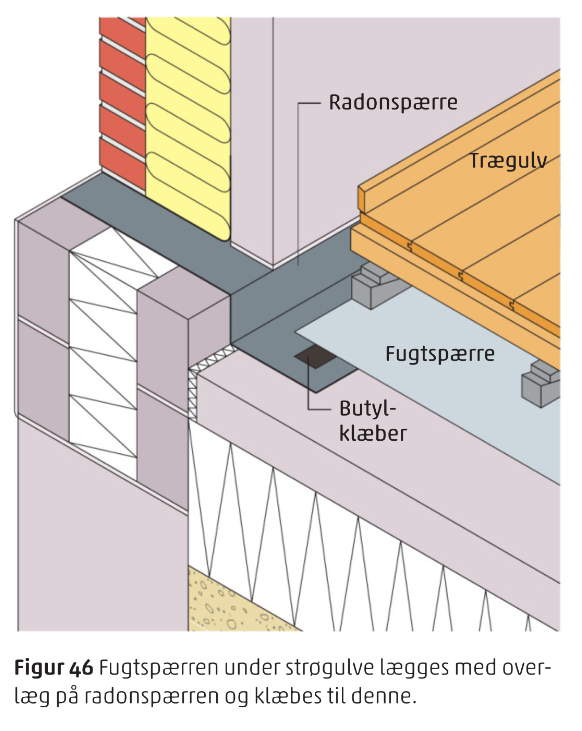 Radonspærre
Trægulv
Fugtspærre
Butyl-
klæber
Figur 46 Fugtspærren under strøgulve lægges med over-
læg på radonspærren og klæbes til denne.